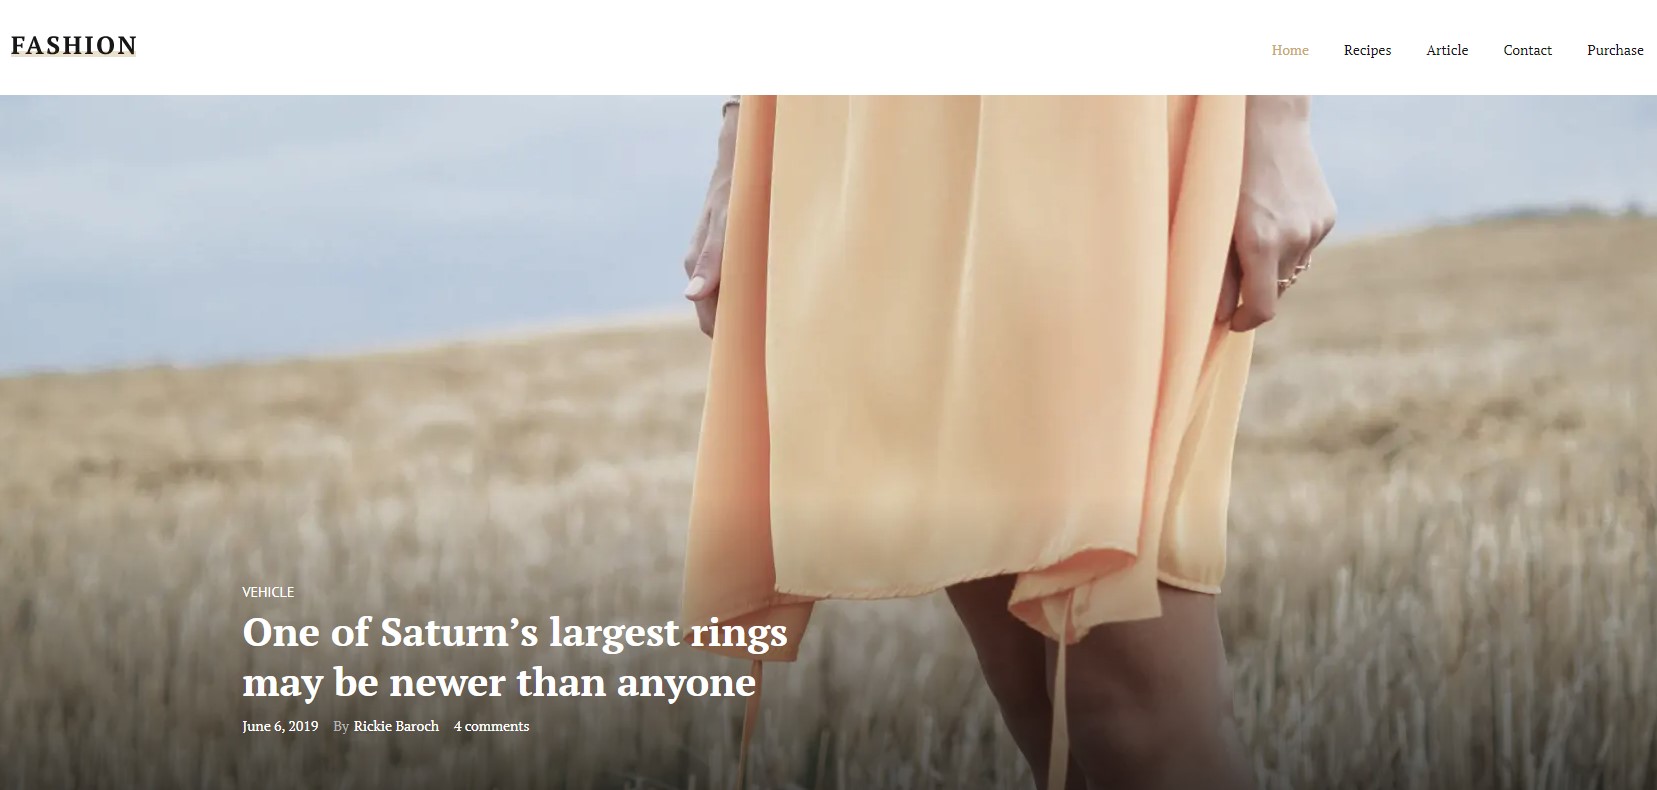 FASHION
Home Recipes Article Contact Purchase
VEHICLE
One of Saturn’s largest rings
may be newer than anyone
June 6, 2019 By Rickie Baroch 4 comments